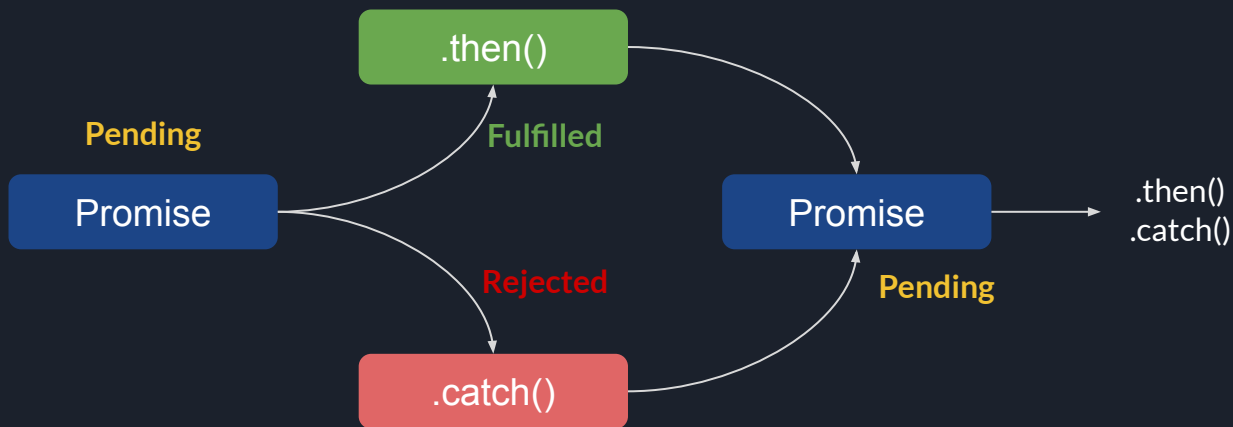 .then()
Pending
Fulfilled
Promise
Promise
.then()
.catch()
Rejected
Pending
.catch()